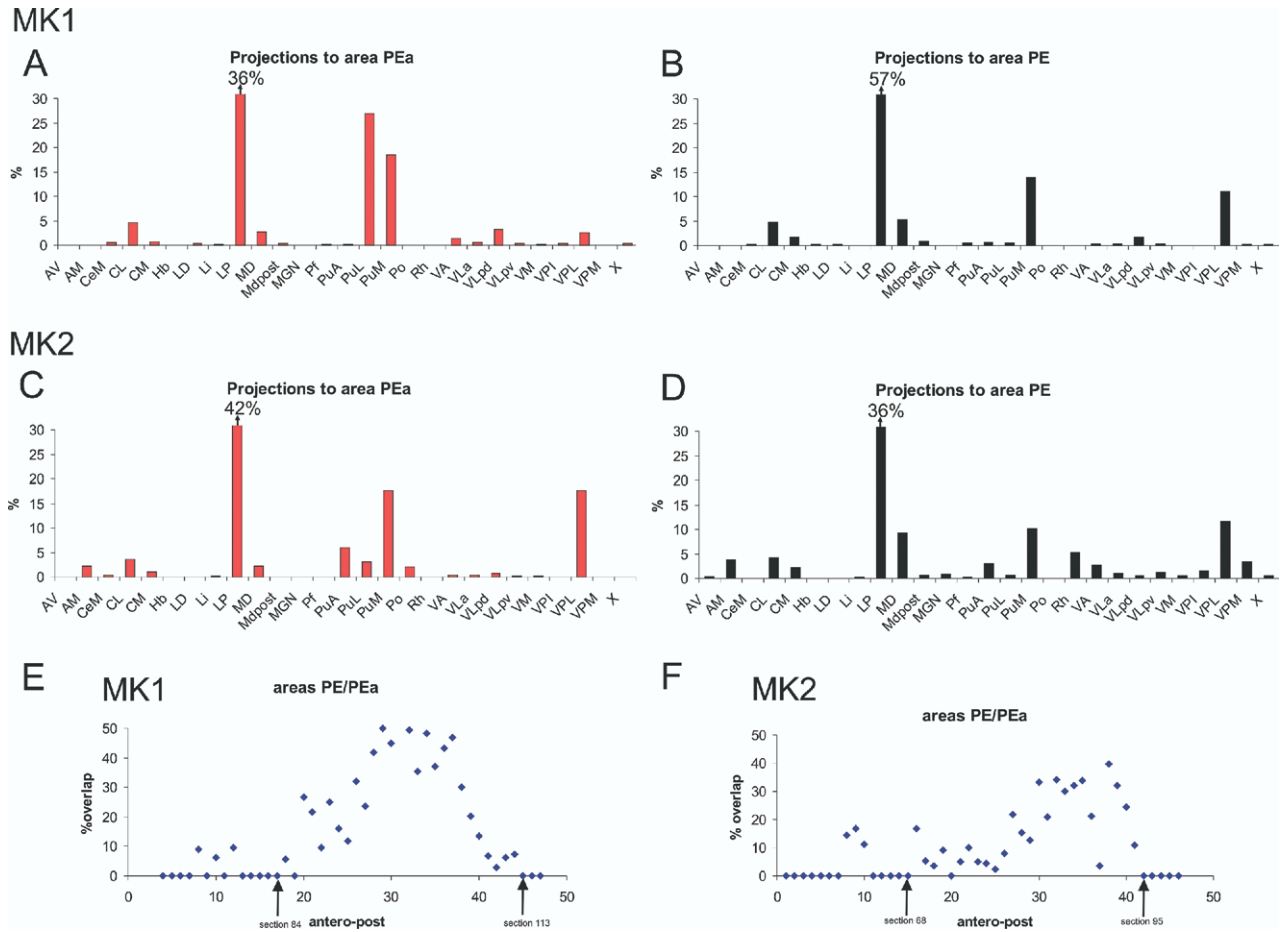 MK1
A
Projections to area PEa
36%
30
25
20
15
10
5
0
%
AV AM CeM CL CM Hb LD Li LP MD Mdpost MGN Pf PuA PuL PuM Po Rh VA VLa VLpd VLpv VM VPI VPL VPM X
B
Projections to area PE
57%
30
25
20
15
10
5
0
%
AV AM CeM CL CM Hb LD Li LP MD Mdpost MGN Pf PuA PuL PuM Po Rh VA VLa VLpd VLpv VM VPI VPL VPM X
MK2
C
Projections to area PEa
42%
30
25
20
15
10
5
0
%
AV AM CeM CL CM Hb LD Li LP MD Mdpost MGN Pf PuA PuL PuM Po Rh VA VLa VLpd VLpv VM VPI VPL VPM X
D
Projections to area PE
36%
30
25
20
15
10
5
0
%
AV AM CeM CL CM Hb LD Li LP MD Mdpost MGN Pf PuA PuL PuM Po Rh VA VLa VLpd VLpv VM VPI VPL VPM X
E
MK1
areas PE/PEa
50
40
30
20
10
0
%overlap
0 10 20 30 40 50
section 84 antero-post section 113
F
MK2
areas PE/PEa
50
40
30
20
10
0
% overlap
0 10 20 30 40 50
section 68 antero-post section 95